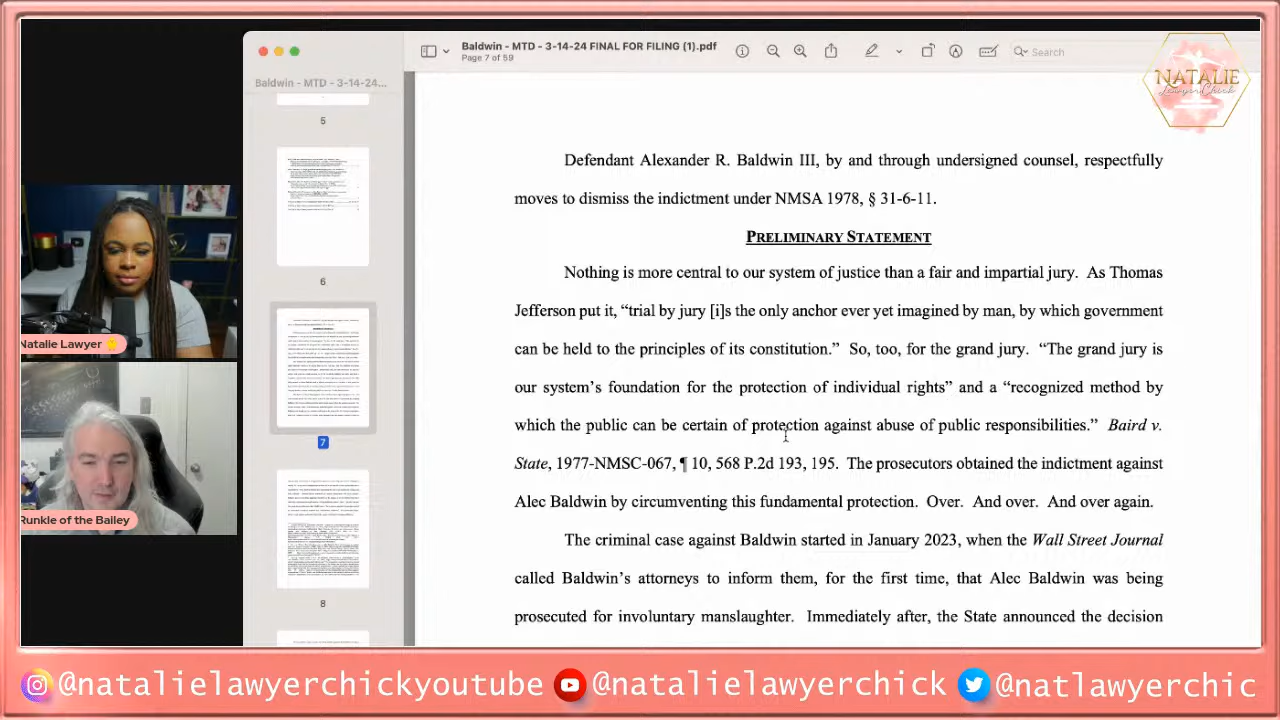 Baldwin - MTD - 3-14-24 FINAL FOR FILING (1).pdf
Page 7 of 59
Search
NATALIE
LawyerChick
Baldwin - MTD - 3-14-24...
5
6
7
8
Defendant Alexander R. Baldwin III, by and through undersigned counsel, respectfully
moves to dismiss the indictment under NMSA 1978, § 31-6-11.
PRELIMINARY STATEMENT
Nothing is more central to our system of justice than a fair and impartial jury. As Thomas
Jefferson put it, “trial by jury [i]s the only anchor ever yet imagined by man, by which government
can be held to the principles of its constitution.” So, too, for the grand jury. “The grand jury is
our system’s foundation for the protection of individual rights” and a “recognized method by
which the public can be certain of protection against abuse of public responsibilities.” Baird v.
State, 1977-NMSC-067, ¶ 10, 568 P.2d 193, 195. The prosecutors obtained the indictment against
Alec Baldwin by circumventing this fundamental protection. Over. And over. And over again.
The criminal case against Baldwin started in January 2023, when the Wall Street Journal
called Baldwin’s attorneys to inform them, for the first time, that Alec Baldwin was being
prosecuted for involuntary manslaughter. Immediately after, the State announced the decision
Natalie Lawyer
Runkle of the Bailey
@natalielawyerchickyoutube
@natalielawyerchick
@natlawyerchic